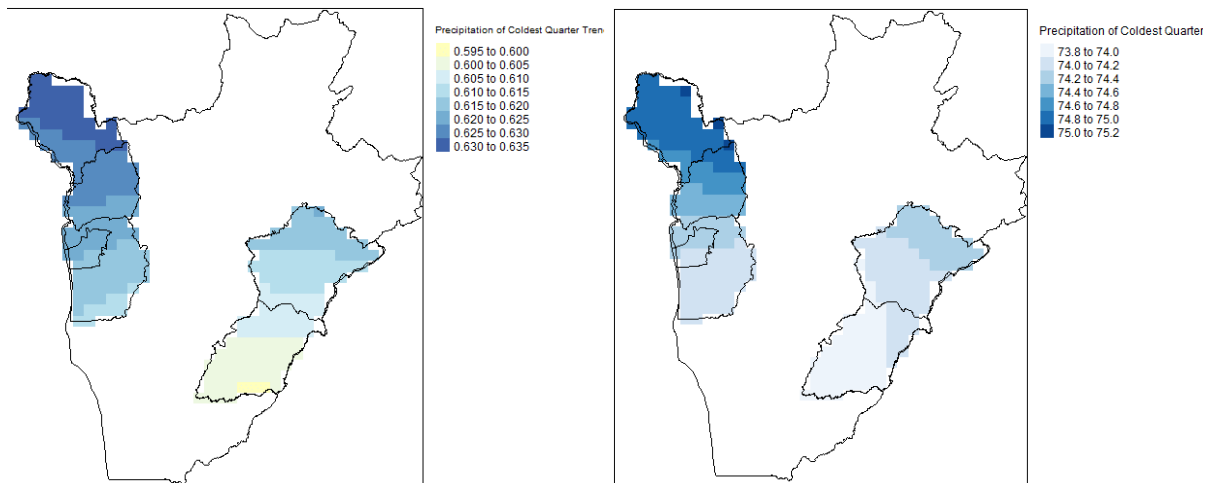 Precipitation of Coldest Quarter Tren
0.595 to 0.600
0.600 to 0.605
0.605 to 0.610
0.610 to 0.615
0.615 to 0.620
0.620 to 0.625
0.625 to 0.630
0.630 to 0.635
Precipitation of Coldest Quarter
73.8 to 74.0
74.0 to 74.2
74.2 to 74.4
74.4 to 74.6
74.6 to 74.8
74.8 to 75.0
75.0 to 75.2